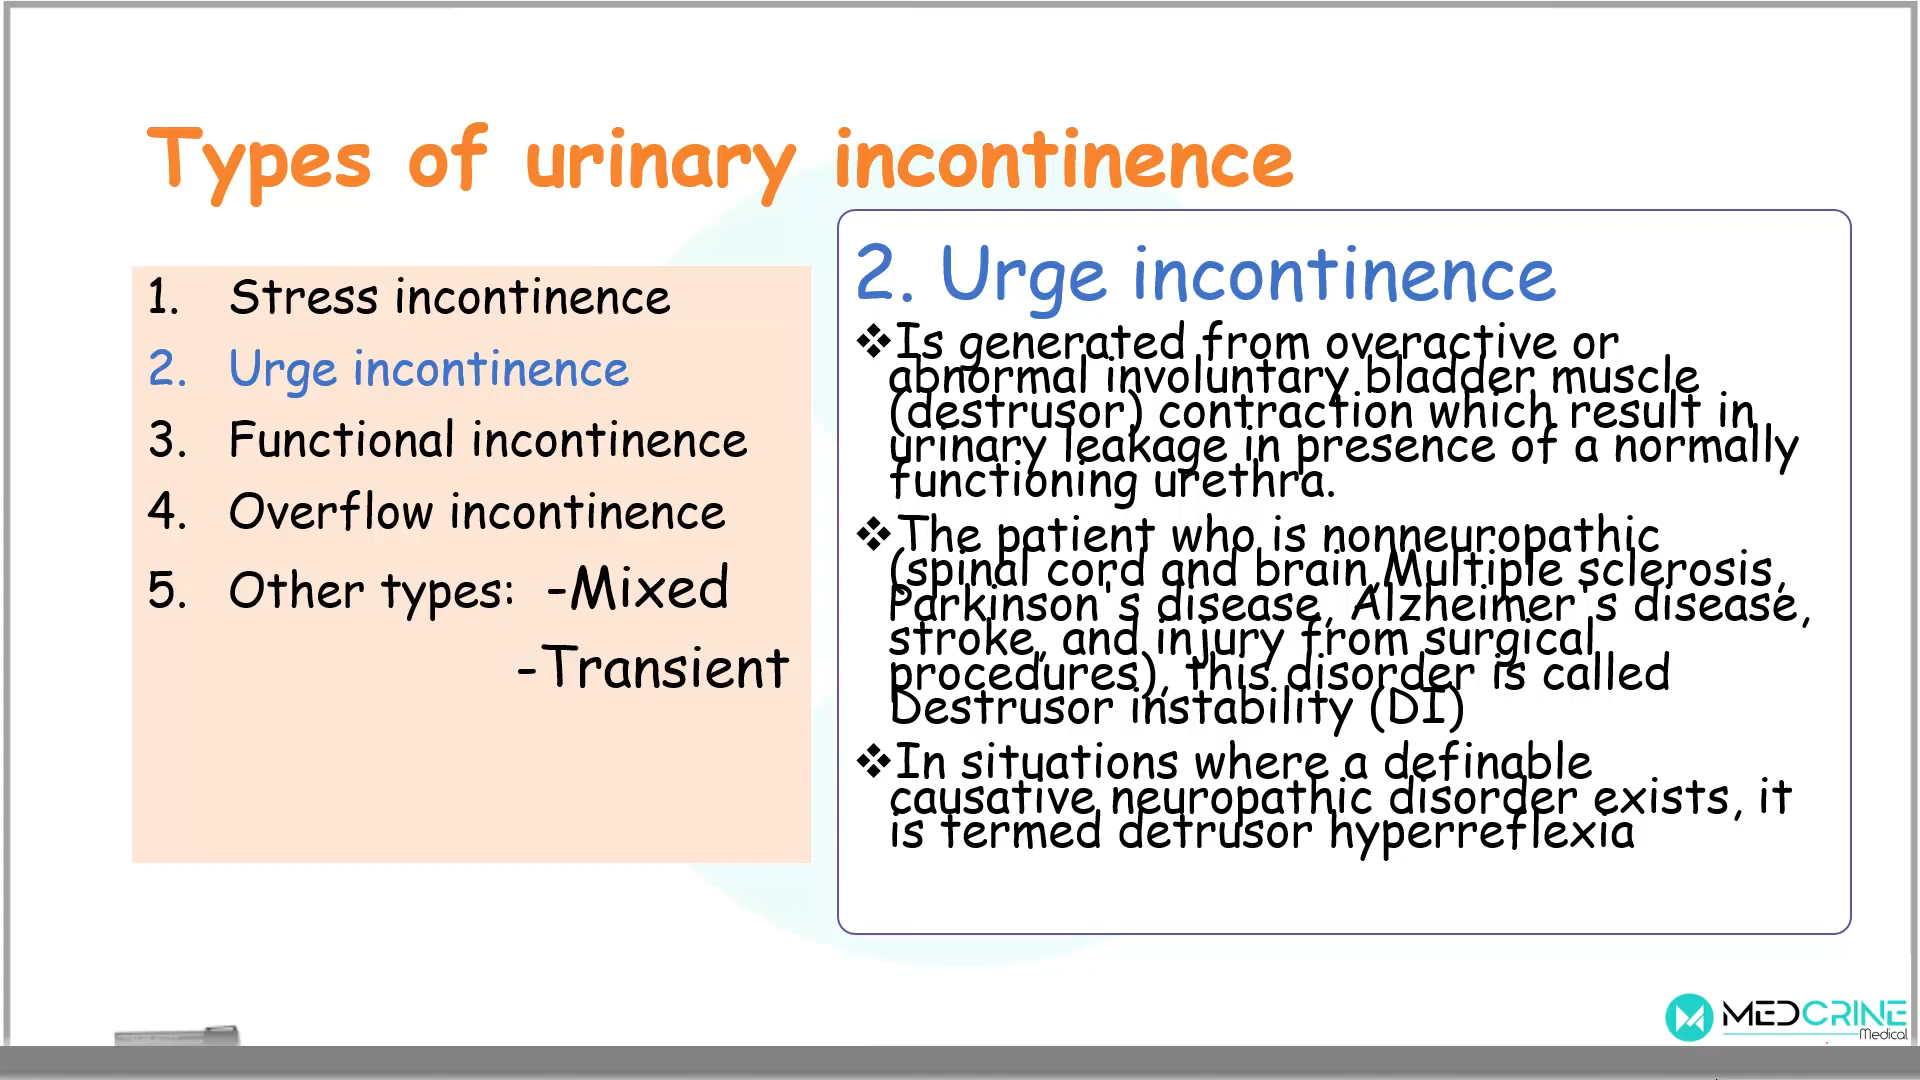 Types of urinary incontinence
1. Stress incontinence
2. Urge incontinence
3. Functional incontinence
4. Overflow incontinence
5. Other types: -Mixed
-Transient
2. Urge incontinence
❖Is generated from overactive or
abnormal involuntary bladder muscle
(destrusor) contraction which result in
urinary leakage in presence of a normally
functioning urethra.
❖The patient who is nonneuropathic
(spinal cord and brain,Multiple sclerosis,
Parkinson's disease, Alzheimer's disease,
stroke, and injury from surgical
procedures), this disorder is called
Destrusor instability (DI)
❖In situations where a definable
causative neuropathic disorder exists, it
is termed detrusor hyperreflexia
MEDCRINE
Medical